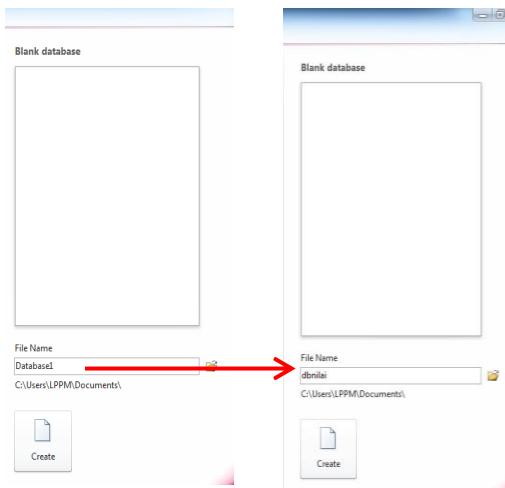 Blank database
File Name
Database1
C:\Users\LPPM\Documents\
Create
Blank database
File Name
dbnilai
C:\Users\LPPM\Documents\
Create